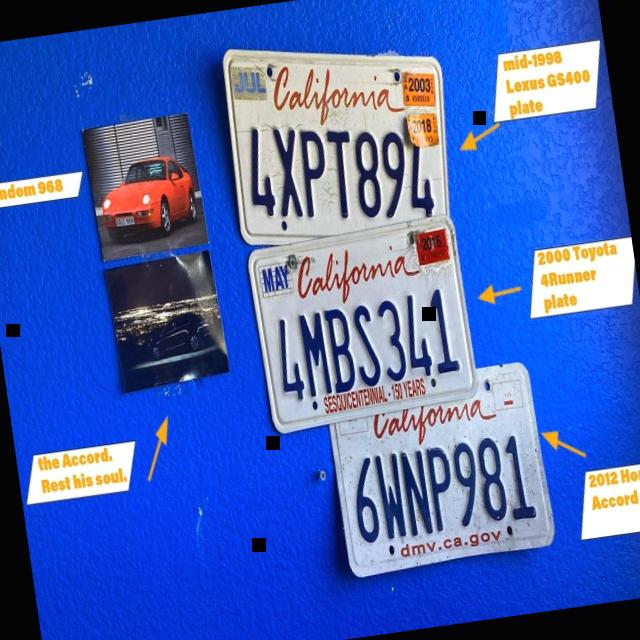 mid-1998
Lexus GS400
plate
JUL
California
2003
2018
4XPT894
ndom 968
2000 Toyota
4Runner
plate
MAY
California
2016
4MBS341
SESQUICENTENNIAL - 150 YEARS
California
6WNP981
dmv.ca.gov
the Accord.
Rest his soul.
2012 Hon
Accord